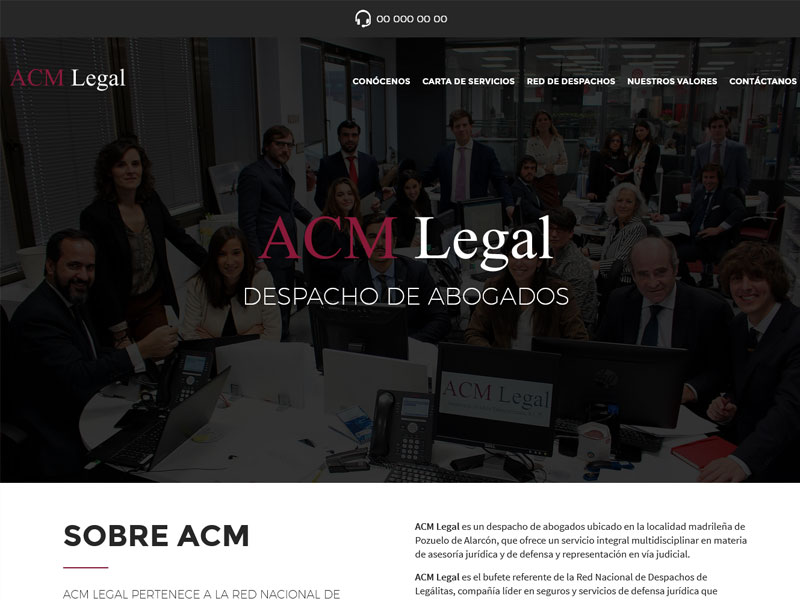 00 000 00 00
ACM Legal
CONÓCENOS CARTA DE SERVICIOS RED DE DESPACHOS NUESTROS VALORES CONTÁCTANOS
ACM Legal
DESPACHO DE ABOGADOS
ACM Legal
SOBRE ACM
ACM LEGAL PERTENECE A LA RED NACIONAL DE
ACM Legal es un despacho de abogados ubicado en la localidad madrileña de
Pozuelo de Alarcón, que ofrece un servicio integral multidisciplinar en materia
de asesoría jurídica y de defensa y representación en vía judicial.
ACM Legal es el bufete referente de la Red Nacional de Despachos de
Legálitas, compañía líder en seguros y servicios de defensa jurídica que